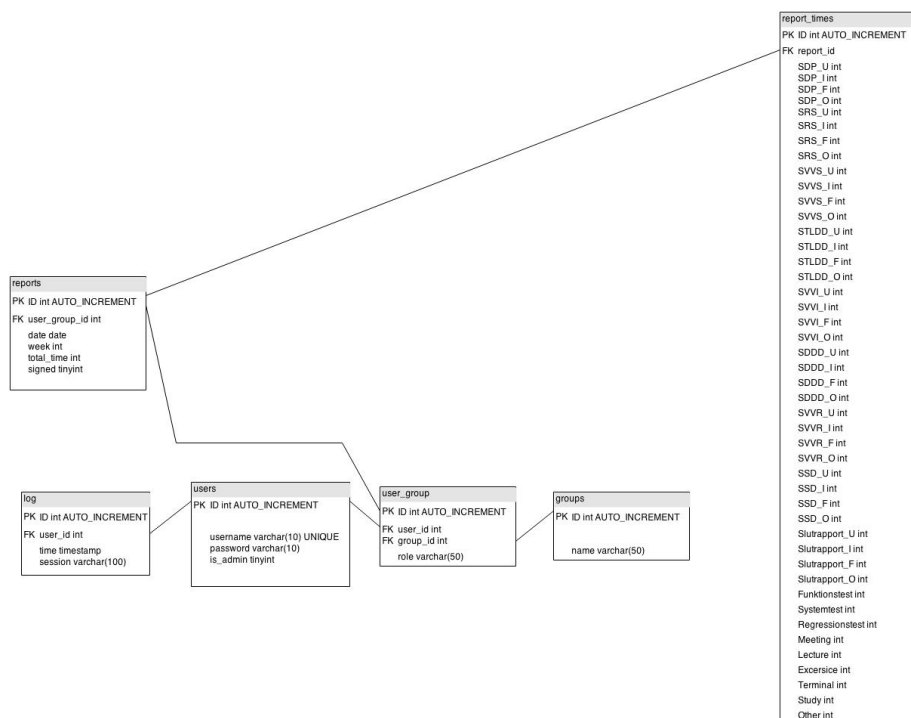 report_times
PK ID int AUTO_INCREMENT
FK report_id
SDP_U int
SDP_I int
SDP_F int
SDP_O int
SRS_U int
SRS_I int
SRS_F int
SRS_O int
SVVS_U int
SVVS_I int
SVVS_F int
SVVS_O int
STLDD_U int
STLDD_I int
STLDD_F int
STLDD_O int
SVVI_U int
SVVI_I int
SVVI_F int
SVVI_O int
SDDD_U int
SDDD_I int
SDDD_F int
SDDD_O int
SVVR_U int
SVVR_I int
SVVR_F int
SVVR_O int
SSD_U int
SSD_I int
SSD_F int
SSD_O int
Slutrapport_U int
Slutrapport_I int
Slutrapport_F int
Slutrapport_O int
Funktionstest int
Systemtest int
Regressionstest int
Meeting int
Lecture int
Excersice int
Terminal int
Study int
Other int
reports
PK ID int AUTO_INCREMENT
FK user_group_id int
date date
week int
total_time int
signed tinyint
log
PK ID int AUTO_INCREMENT
FK user_id int
time timestamp
session varchar(100)
users
PK ID int AUTO_INCREMENT
username varchar(10) UNIQUE
password varchar(10)
is_admin tinyint
user_group
PK ID int AUTO_INCREMENT
FK user_id int
FK group_id int
role varchar(50)
groups
PK ID int AUTO_INCREMENT
name varchar(50)